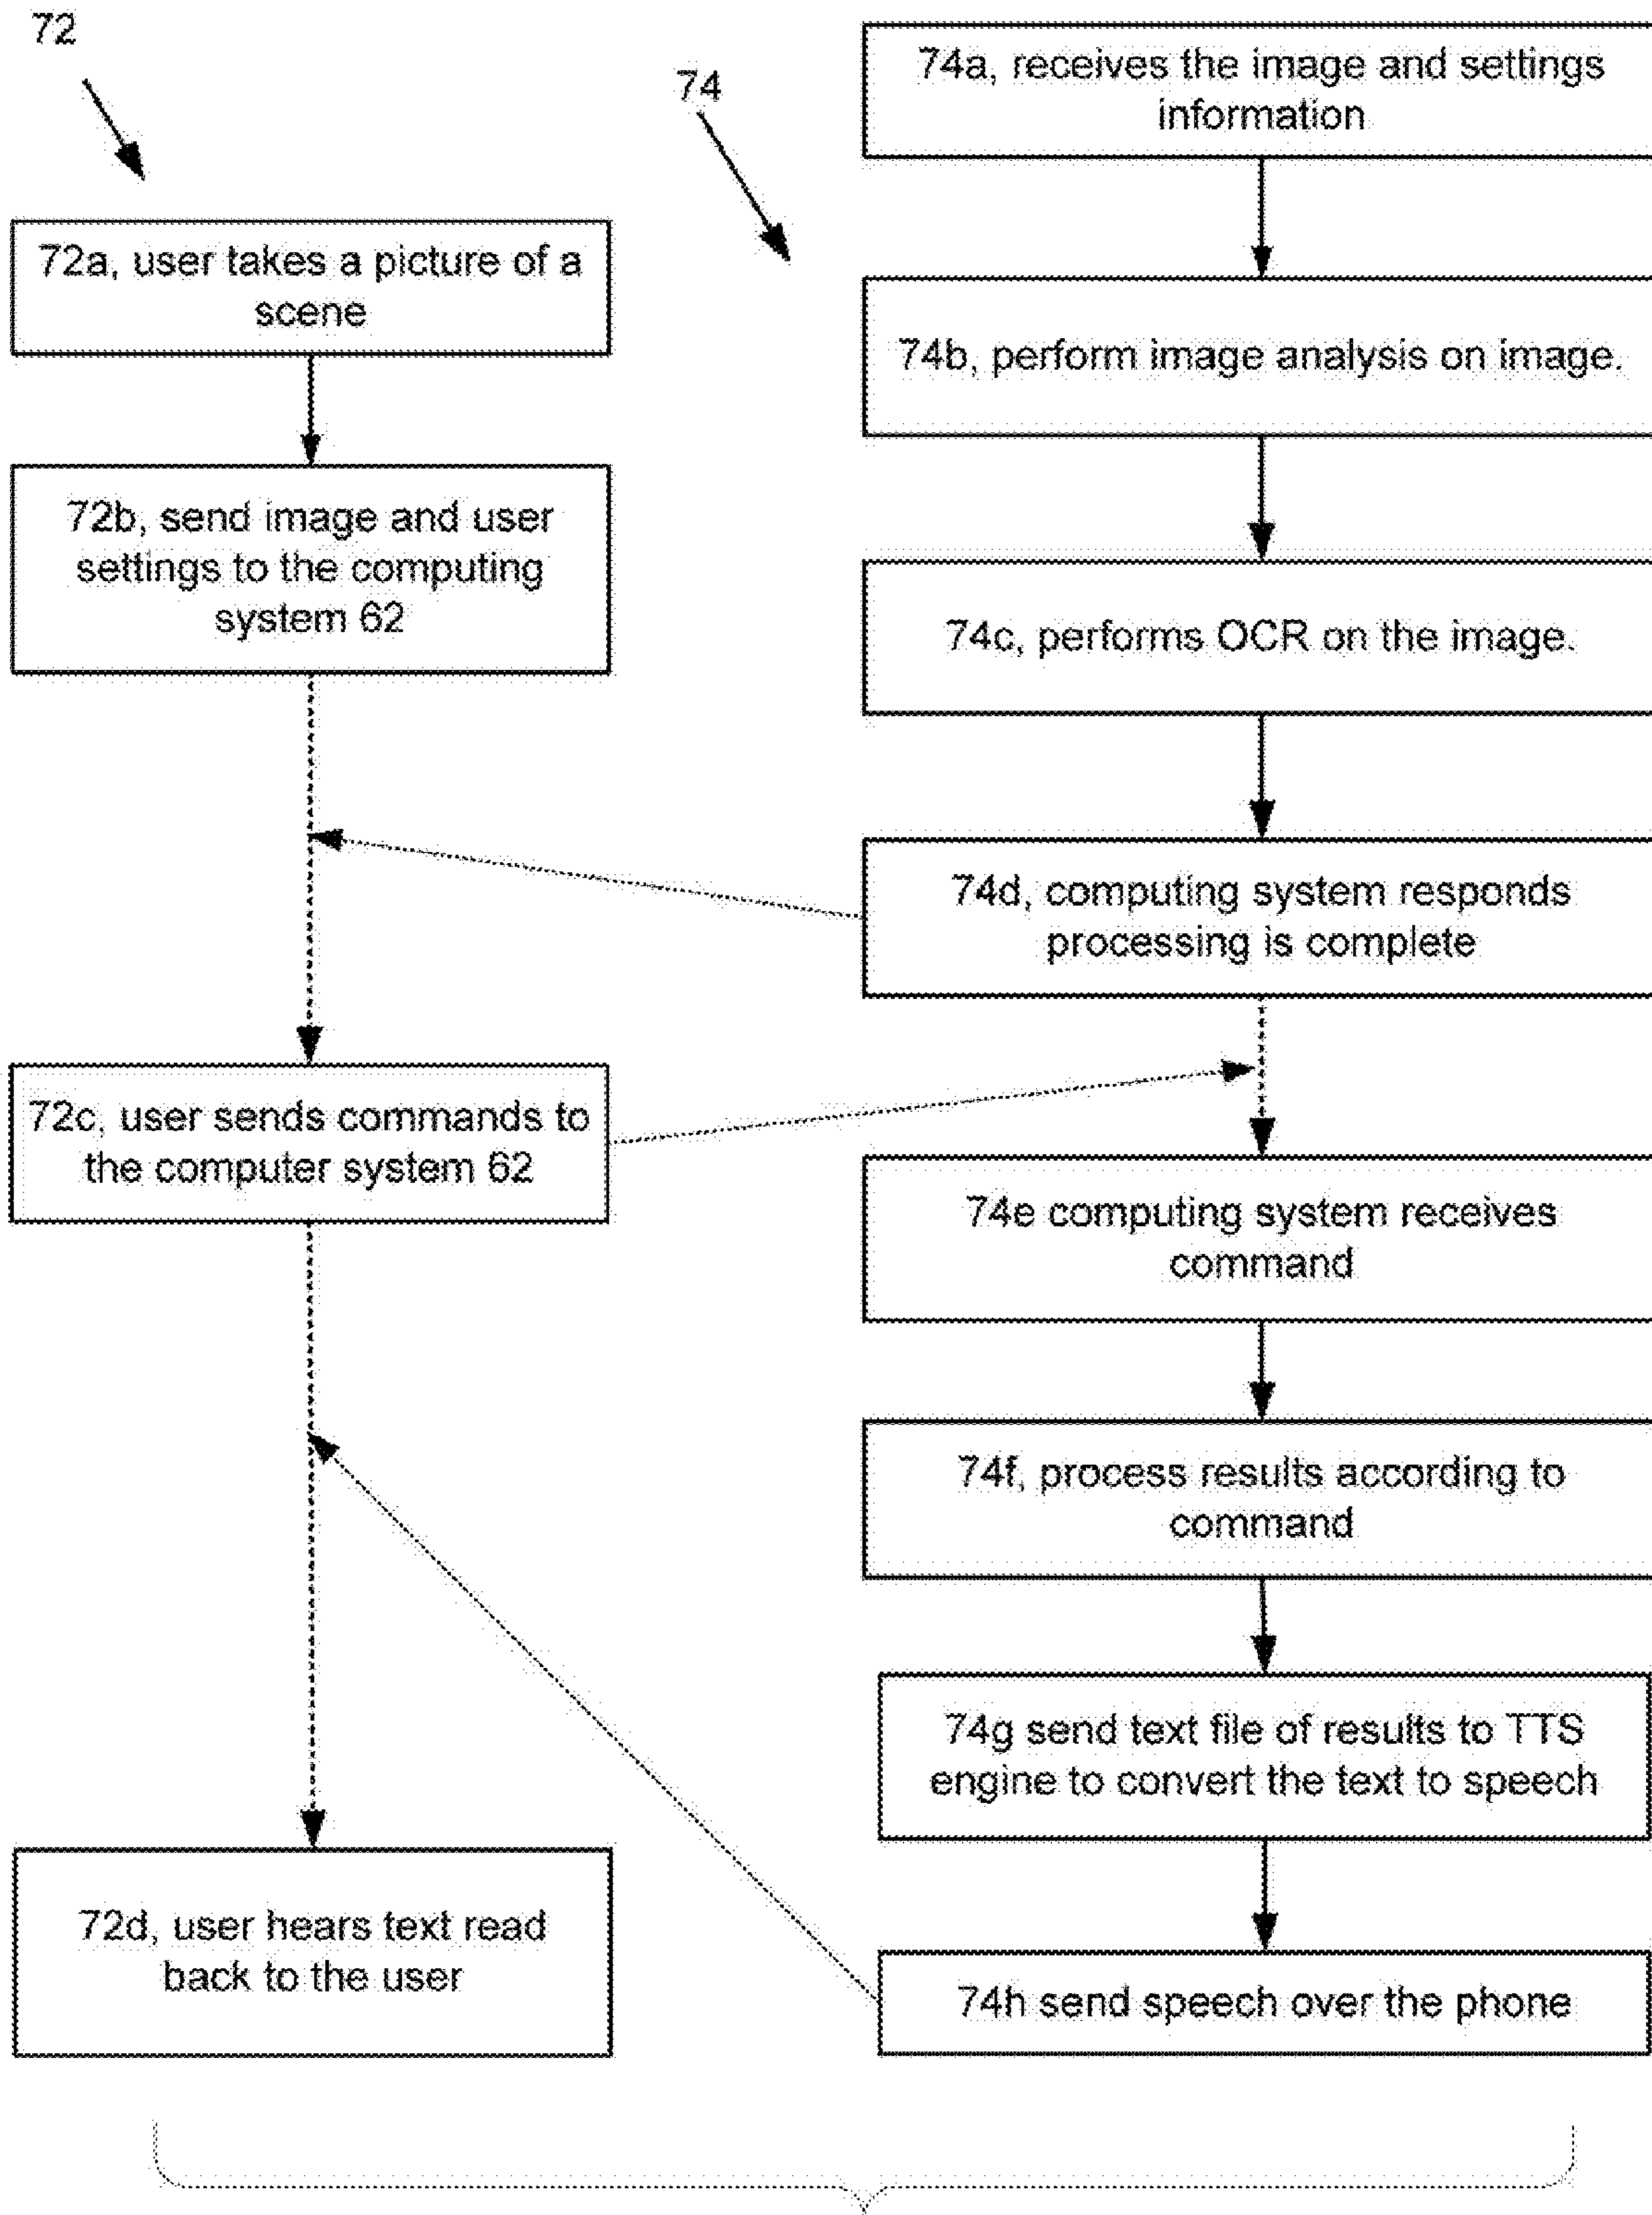 72
72a, user takes a picture of a
scene
72b, send image and user
settings to the computing
system 62
72c, user sends commands to
the computer system 62
72d, user hears text read
back to the user
74
74a, receives the image and settings
information
74b, perform image analysis on image.
74c, performs OCR on the image.
74d, computing system responds
processing is complete
74e computing system receives
command
74f, process results according to
command
74g send text file of results to TTS
engine to convert the text to speech
74h send speech over the phone